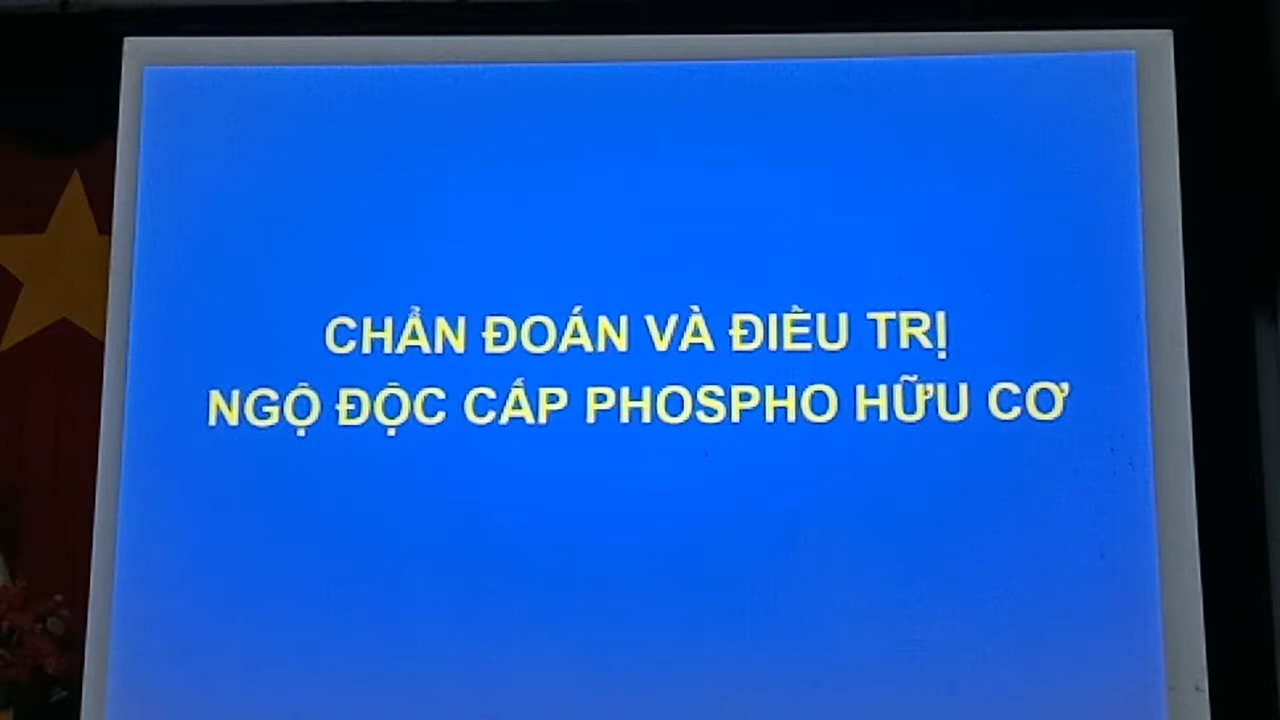 CHẨN ĐOÁN VÀ ĐIỀU TRỊ
NGỘ ĐỘC CẤP PHOSPHO HỮU CƠ